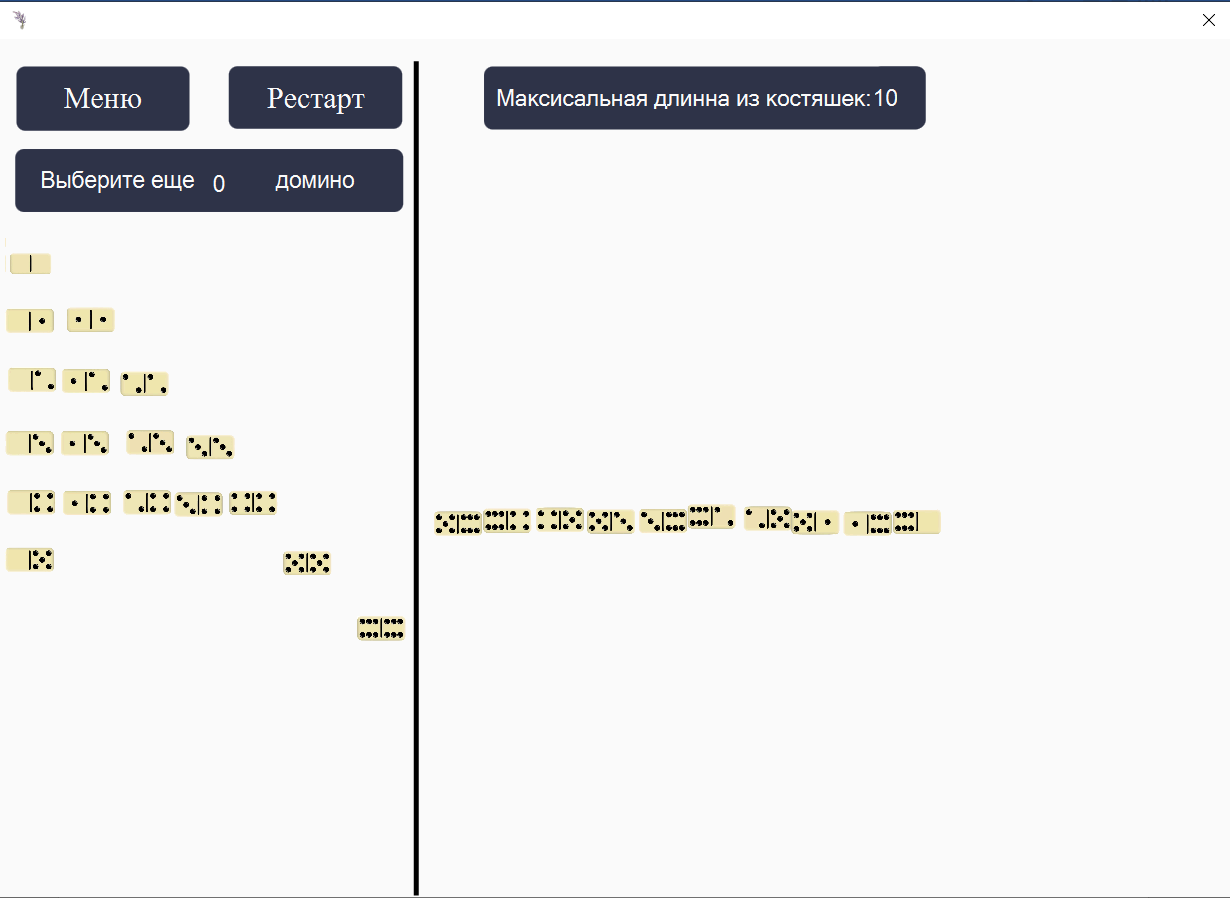 Меню
Рестарт
Максисальная длинна из костяшек:10
Выберите еще 0 домино